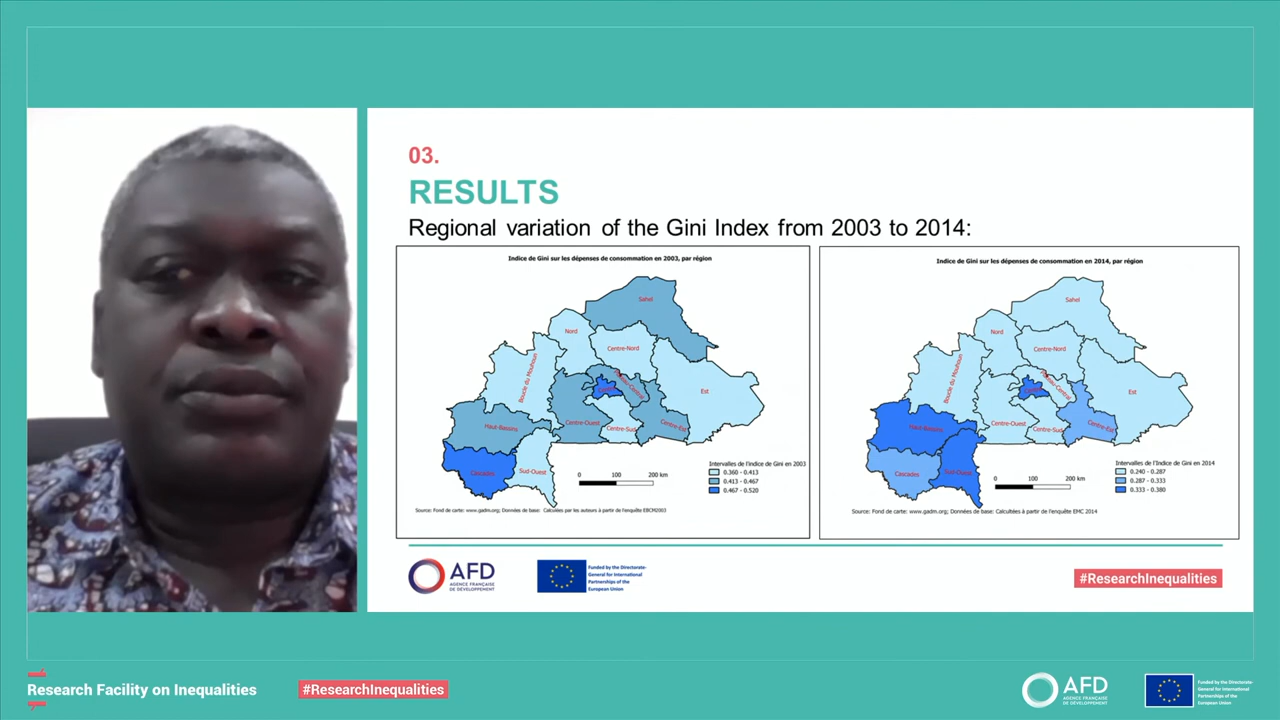 03.
RESULTS
Regional variation of the Gini Index from 2003 to 2014:
Indice de Gini sur les dépenses de consommation en 2003, par région
Sahel
Nord
Centre-Nord
Boucle du Mouhoun
Plateau-Central
Centre
Est
Centre-Ouest
Centre-Est
Haut-Bassins
Centre-Sud
Cascades
Sud-Ouest
0 100 200 km
Intervalles de l'indice de Gini en 2003
0.360 - 0.413
0.413 - 0.467
0.467 - 0.520
Source: Fond de carte: www.gadm.org; Données de base: Calculées par les auteurs à partir de l'enquête EBCM2003
Indice de Gini sur les dépenses de consommation en 2014, par région
Sahel
Nord
Centre-Nord
Boucle du Mouhoun
Plateau-Central
Centre
Est
Centre-Ouest
Centre-Est
Haut-Bassins
Centre-Sud
Cascades
Sud-Ouest
0 100 200 km
Intervalles de l'Indice de Gini en 2014
0.240 - 0.287
0.287 - 0.333
0.333 - 0.380
Source: Fond de carte: www.gadm.org; Données de base: Calcultées à partir de l'enquête EMC 2014
AFD
AGENCE FRANÇAISE
DE DÉVELOPPEMENT
Funded by the Directorate-
General for International
Partnerships of the
European Union
#ResearchInequalities
Research Facility on Inequalities
#ResearchInequalities
AFD
AGENCE FRANÇAISE
DE DÉVELOPPEMENT
Funded by the Directorate-
General for International
Partnerships of the
European Union